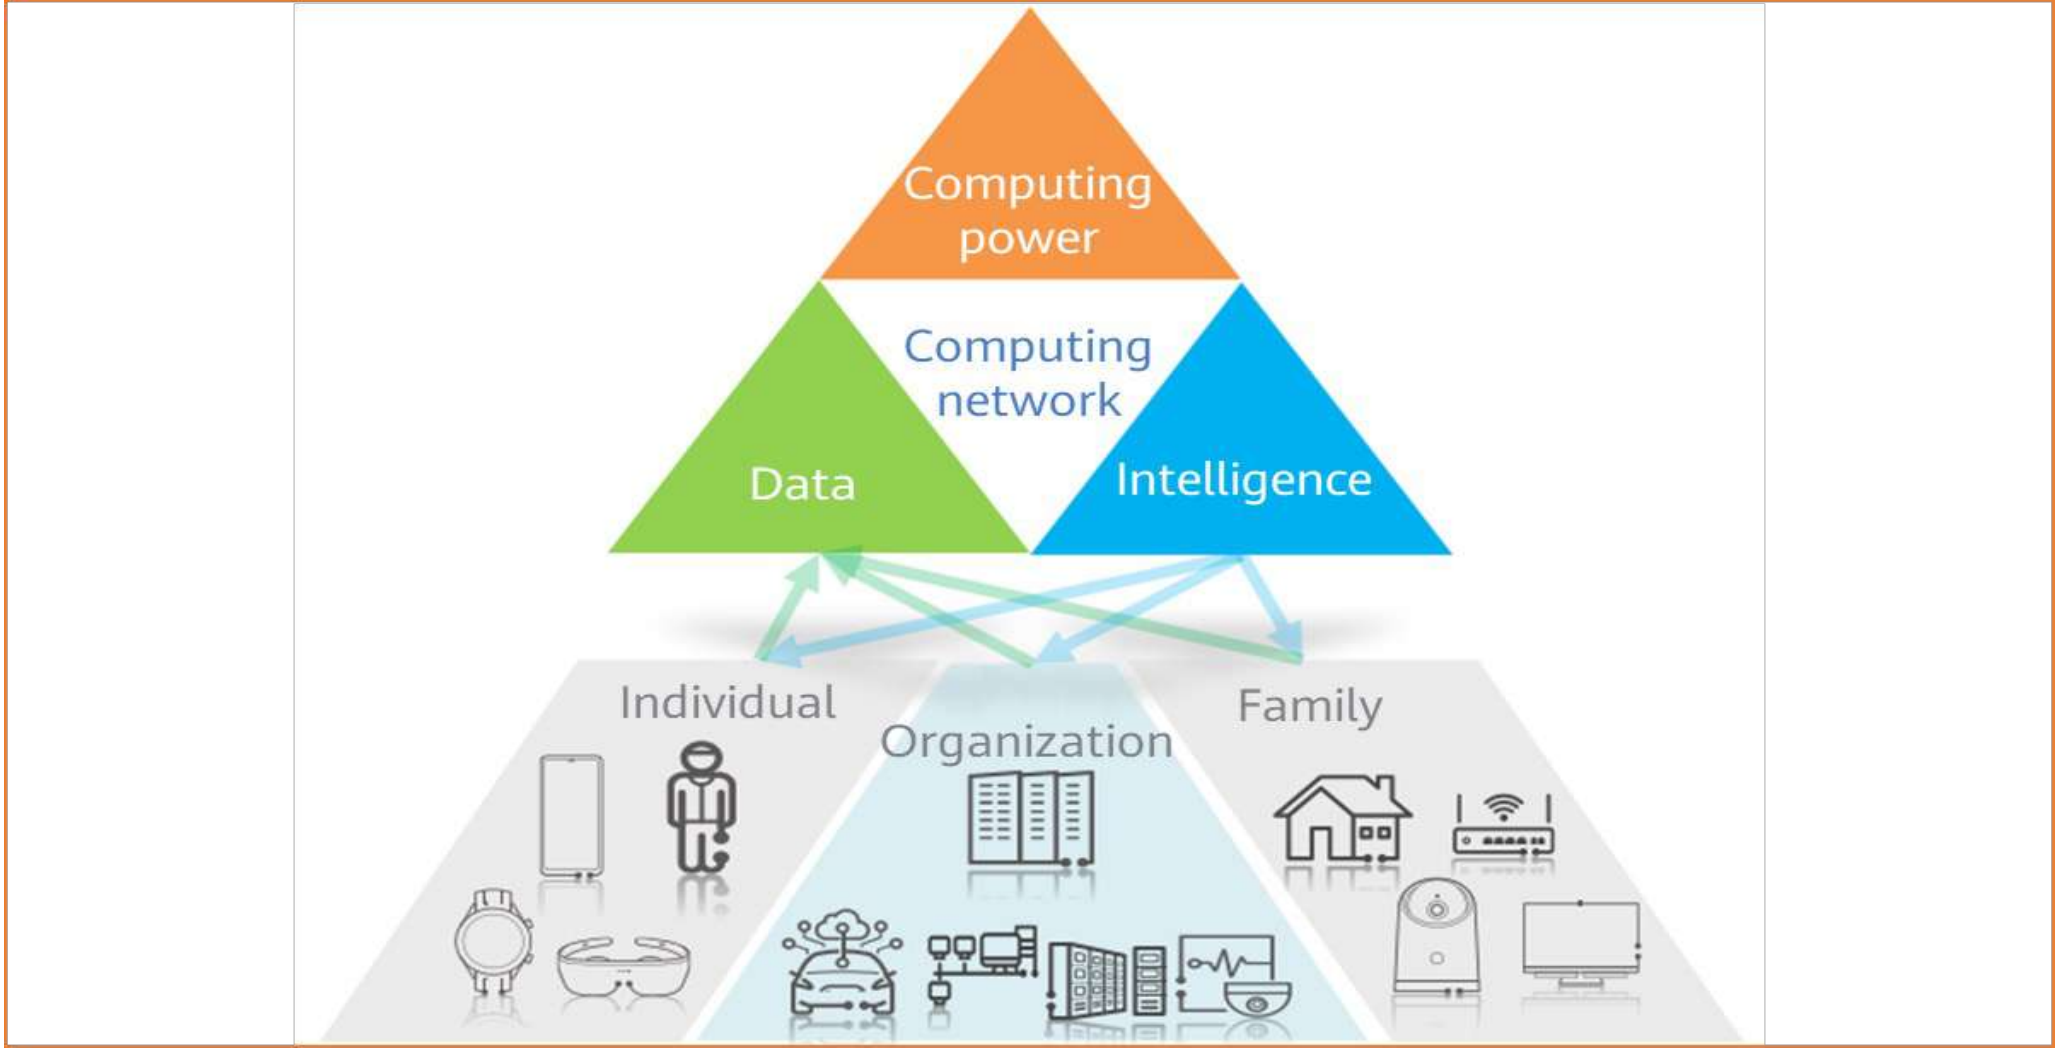 Computing
power
Computing
network
Data
Intelligence
Individual
Organization
Family